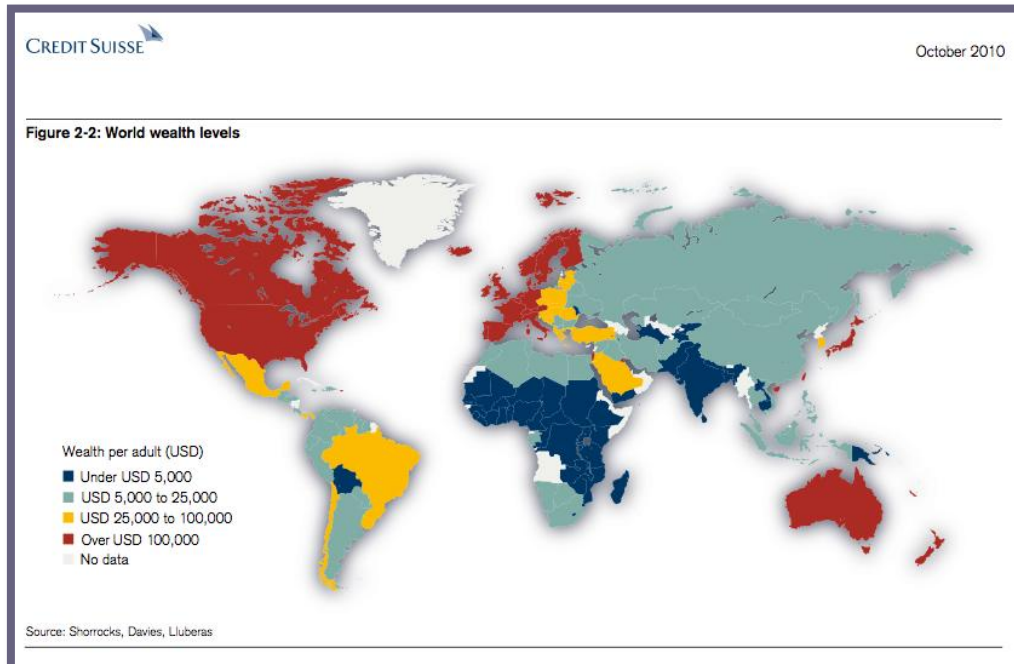 CREDIT SUISSE
October 2010
Figure 2-2: World wealth levels
Wealth per adult (USD)
Under USD 5,000
USD 5,000 to 25,000
USD 25,000 to 100,000
Over USD 100,000
No data
Source: Shorrocks, Davies, Lluberas